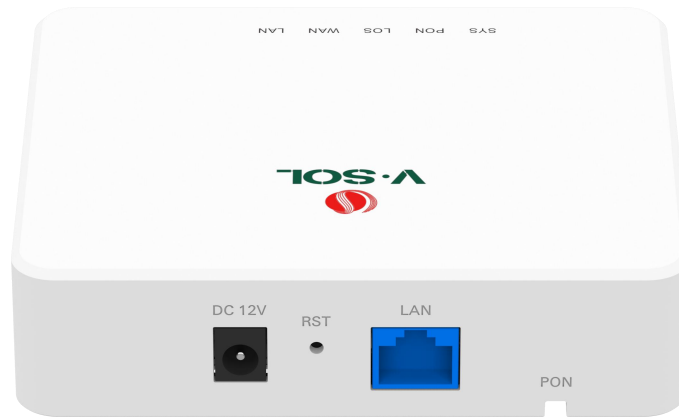 LAN WAN LOS PON SYS
V·SOL
DC 12V RST LAN
PON